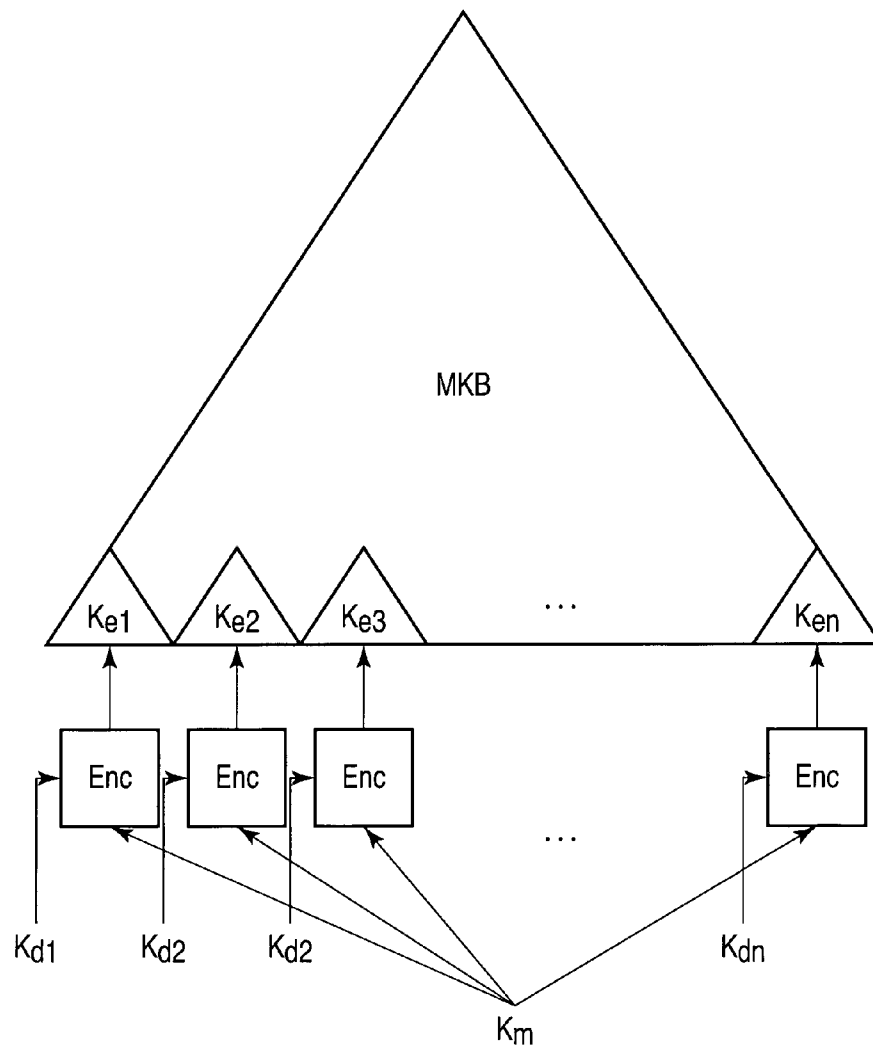 MKB
Ke1 Ke2 Ke3 ... Ken
Enc Enc Enc Enc
...
Kd1 Kd2 Kd2 Kdn
Km